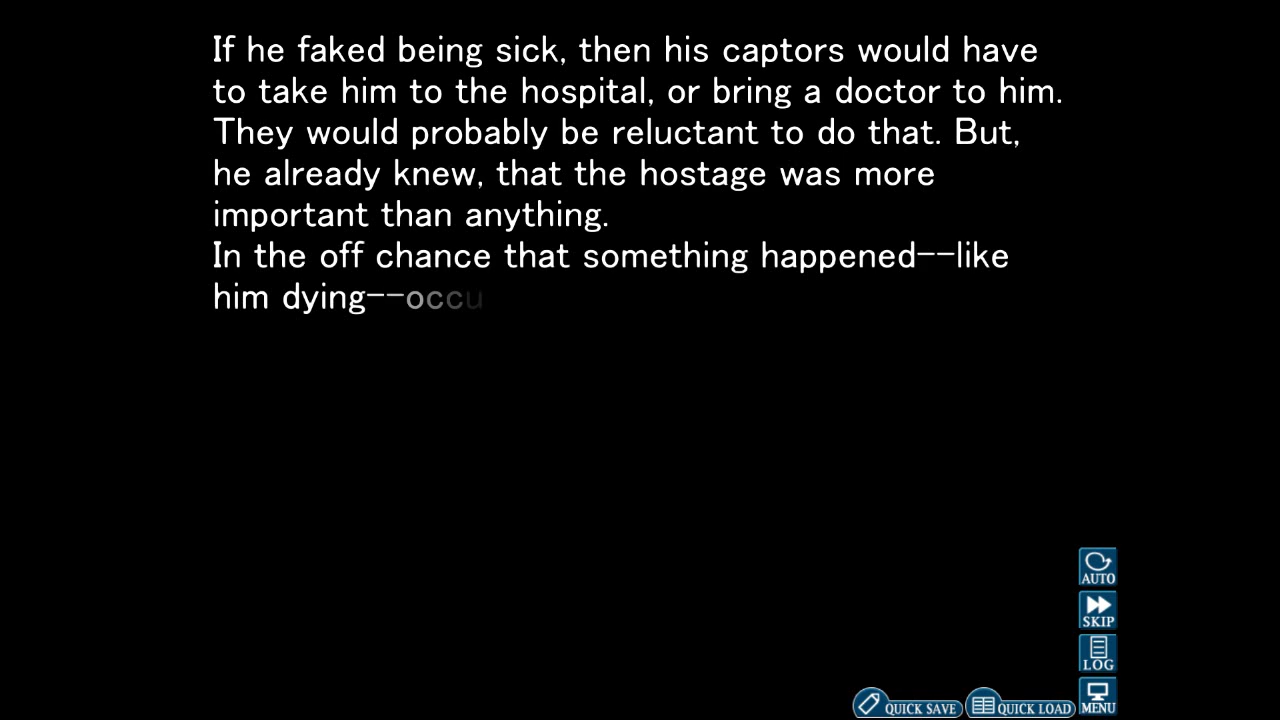 If he faked being sick, then his captors would have
to take him to the hospital, or bring a doctor to him.
They would probably be reluctant to do that. But,
he already knew, that the hostage was more
important than anything.
In the off chance that something happened--like
him dying--occu
AUTO
SKIP
LOG
MENU
QUICK SAVE
QUICK LOAD